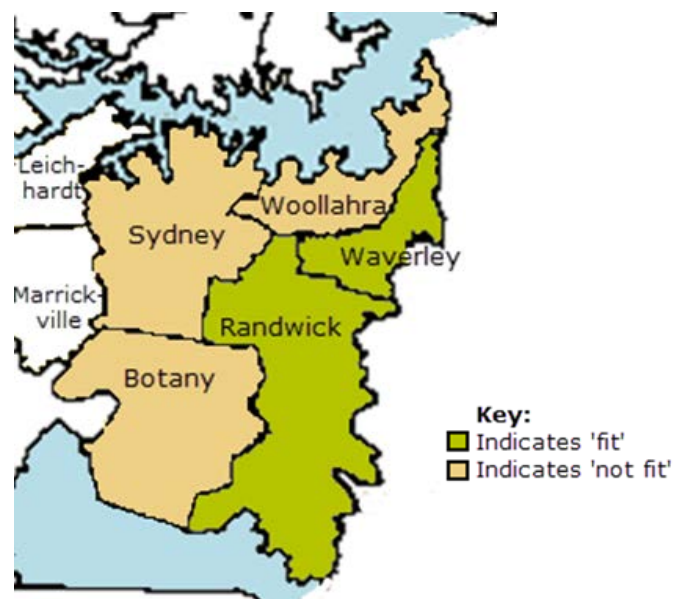 Leich-
hardt
Woollahra
Sydney
Waverley
Marrick-
ville
Randwick
Botany
Key:
Indicates 'fit'
Indicates 'not fit'